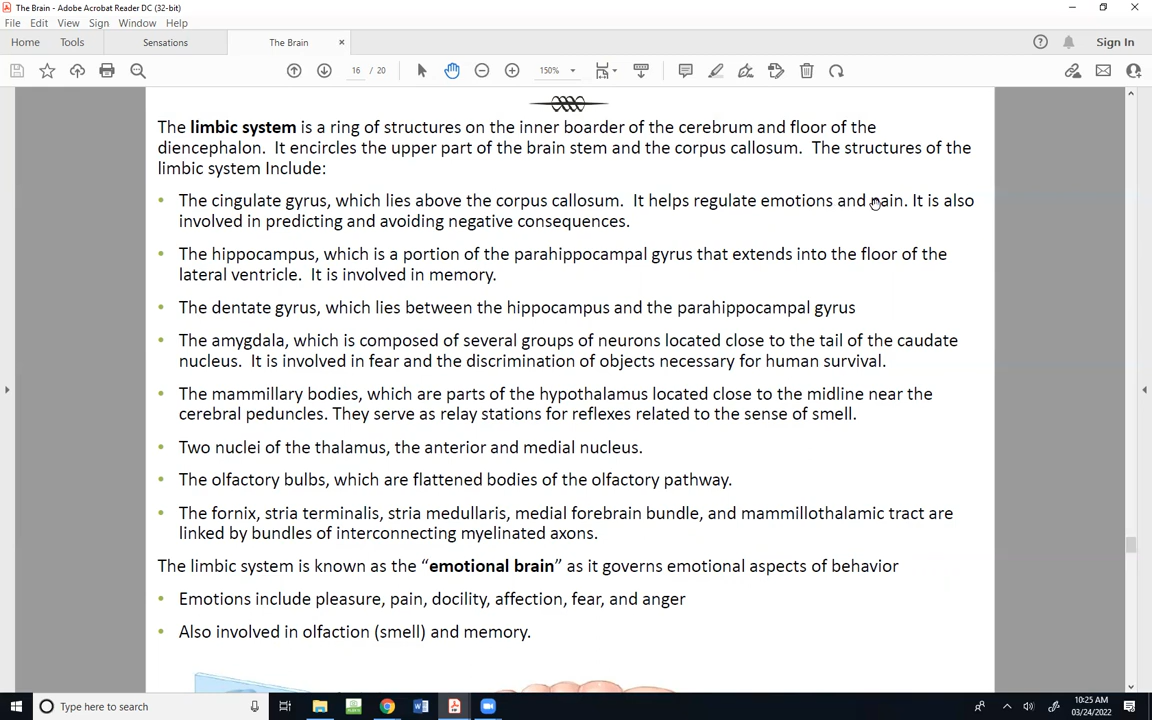 The Brain - Adobe Acrobat Reader DC (32-bit)
File Edit View Sign Window Help
Home Tools Sensations The Brain × Sign In
16 / 20 150%
The limbic system is a ring of structures on the inner boarder of the cerebrum and floor of the
diencephalon. It encircles the upper part of the brain stem and the corpus callosum. The structures of the
limbic system Include:
• The cingulate gyrus, which lies above the corpus callosum. It helps regulate emotions and pain. It is also
involved in predicting and avoiding negative consequences.
• The hippocampus, which is a portion of the parahippocampal gyrus that extends into the floor of the
lateral ventricle. It is involved in memory.
• The dentate gyrus, which lies between the hippocampus and the parahippocampal gyrus
• The amygdala, which is composed of several groups of neurons located close to the tail of the caudate
nucleus. It is involved in fear and the discrimination of objects necessary for human survival.
• The mammillary bodies, which are parts of the hypothalamus located close to the midline near the
cerebral peduncles. They serve as relay stations for reflexes related to the sense of smell.
• Two nuclei of the thalamus, the anterior and medial nucleus.
• The olfactory bulbs, which are flattened bodies of the olfactory pathway.
• The fornix, stria terminalis, stria medullaris, medial forebrain bundle, and mammillothalamic tract are
linked by bundles of interconnecting myelinated axons.
The limbic system is known as the “emotional brain” as it governs emotional aspects of behavior
• Emotions include pleasure, pain, docility, affection, fear, and anger
• Also involved in olfaction (smell) and memory.
Type here to search
10:25 AM
03/24/2022